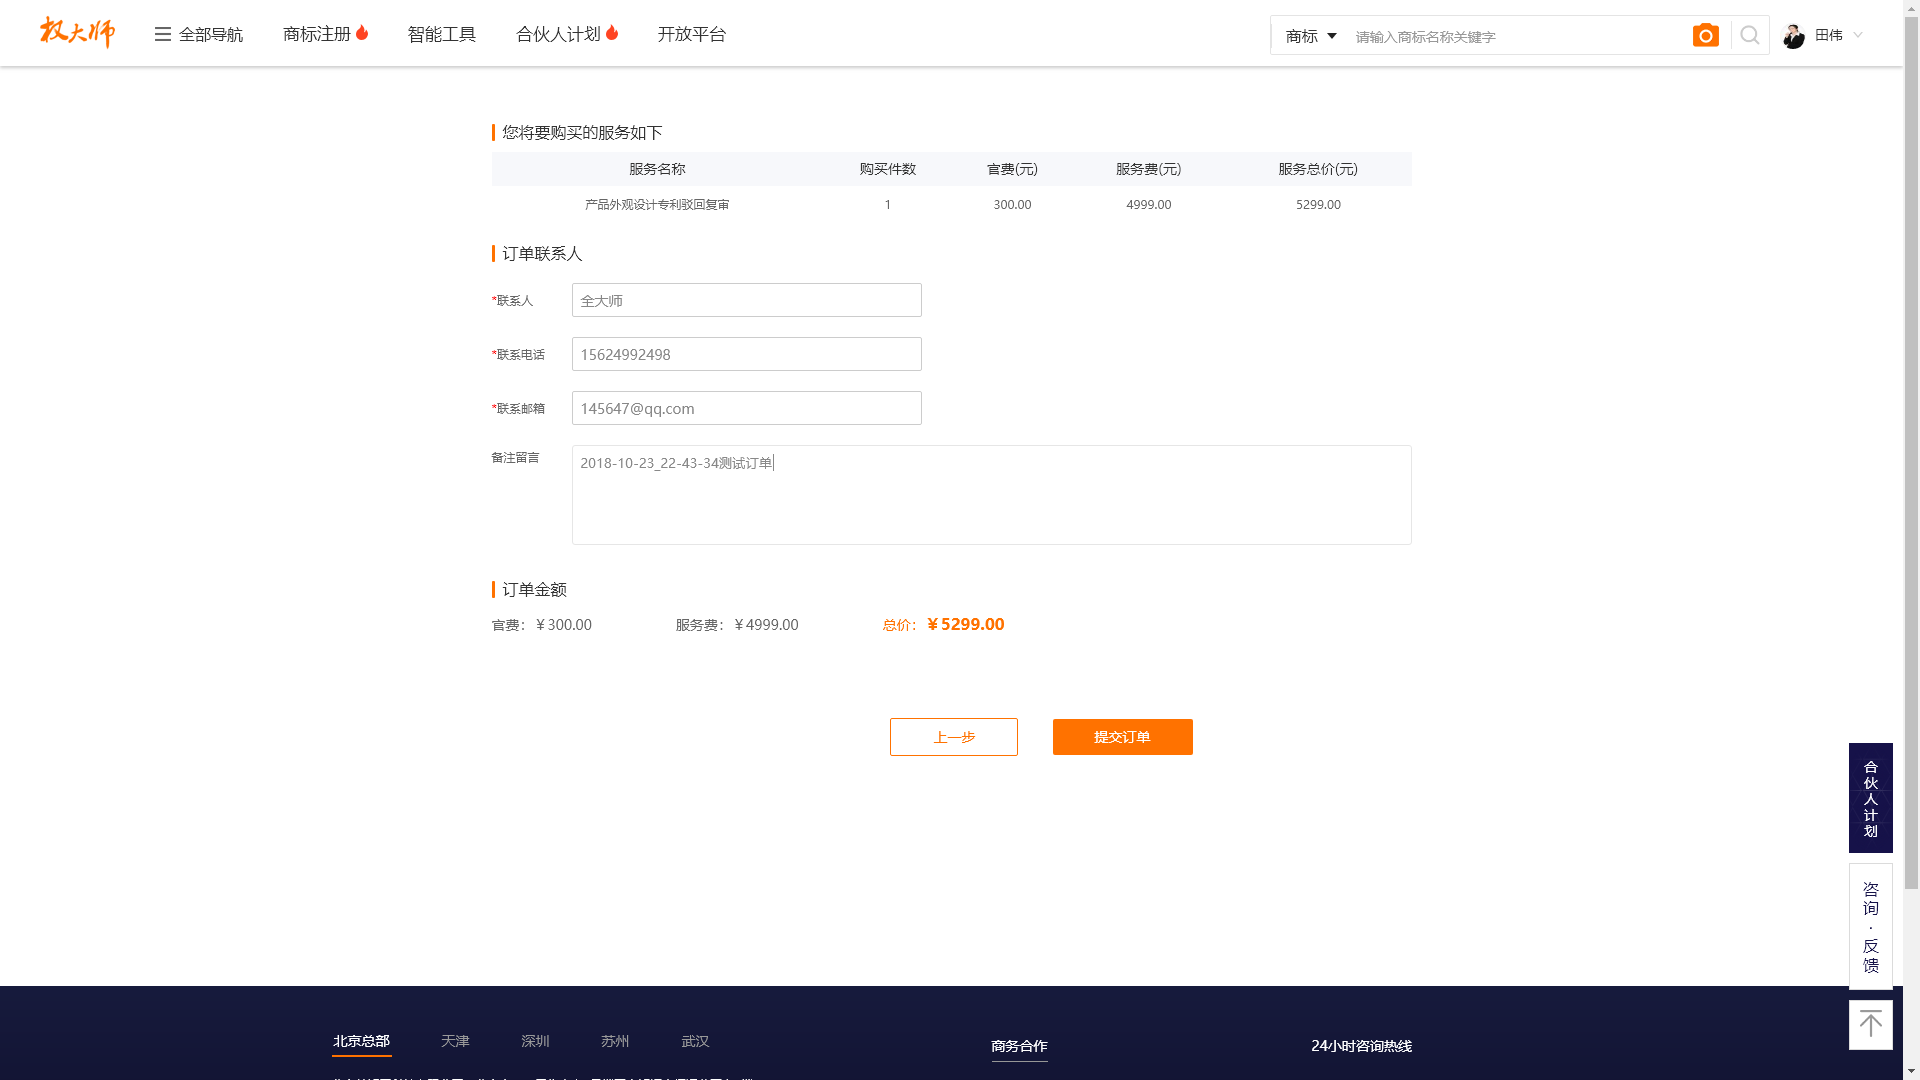 权大师
全部导航
商标注册
智能工具
合伙人计划
开放平台
商标
请输入商标名称关键字
田伟
您将要购买的服务如下
服务名称 购买件数 官费(元) 服务费(元) 服务总价(元)
产品外观设计专利驳回复审 1 300.00 4999.00 5299.00
订单联系人
*联系人 全大师
*联系电话 15624992498
*联系邮箱 145647@qq.com
备注留言 2018-10-23_22-43-34测试订单
订单金额
官费：￥300.00 服务费：￥4999.00 总价：￥5299.00
上一步 提交订单
合伙人计划
咨询·反馈
北京总部 天津 深圳 苏州 武汉
商务合作
24小时咨询热线